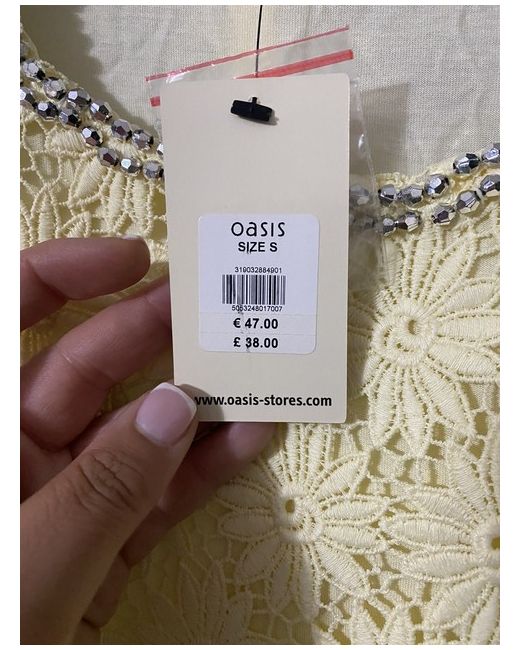 oasis
SIZE S
319032884901
5053248017007
€ 47.00
£ 38.00
www.oasis-stores.com